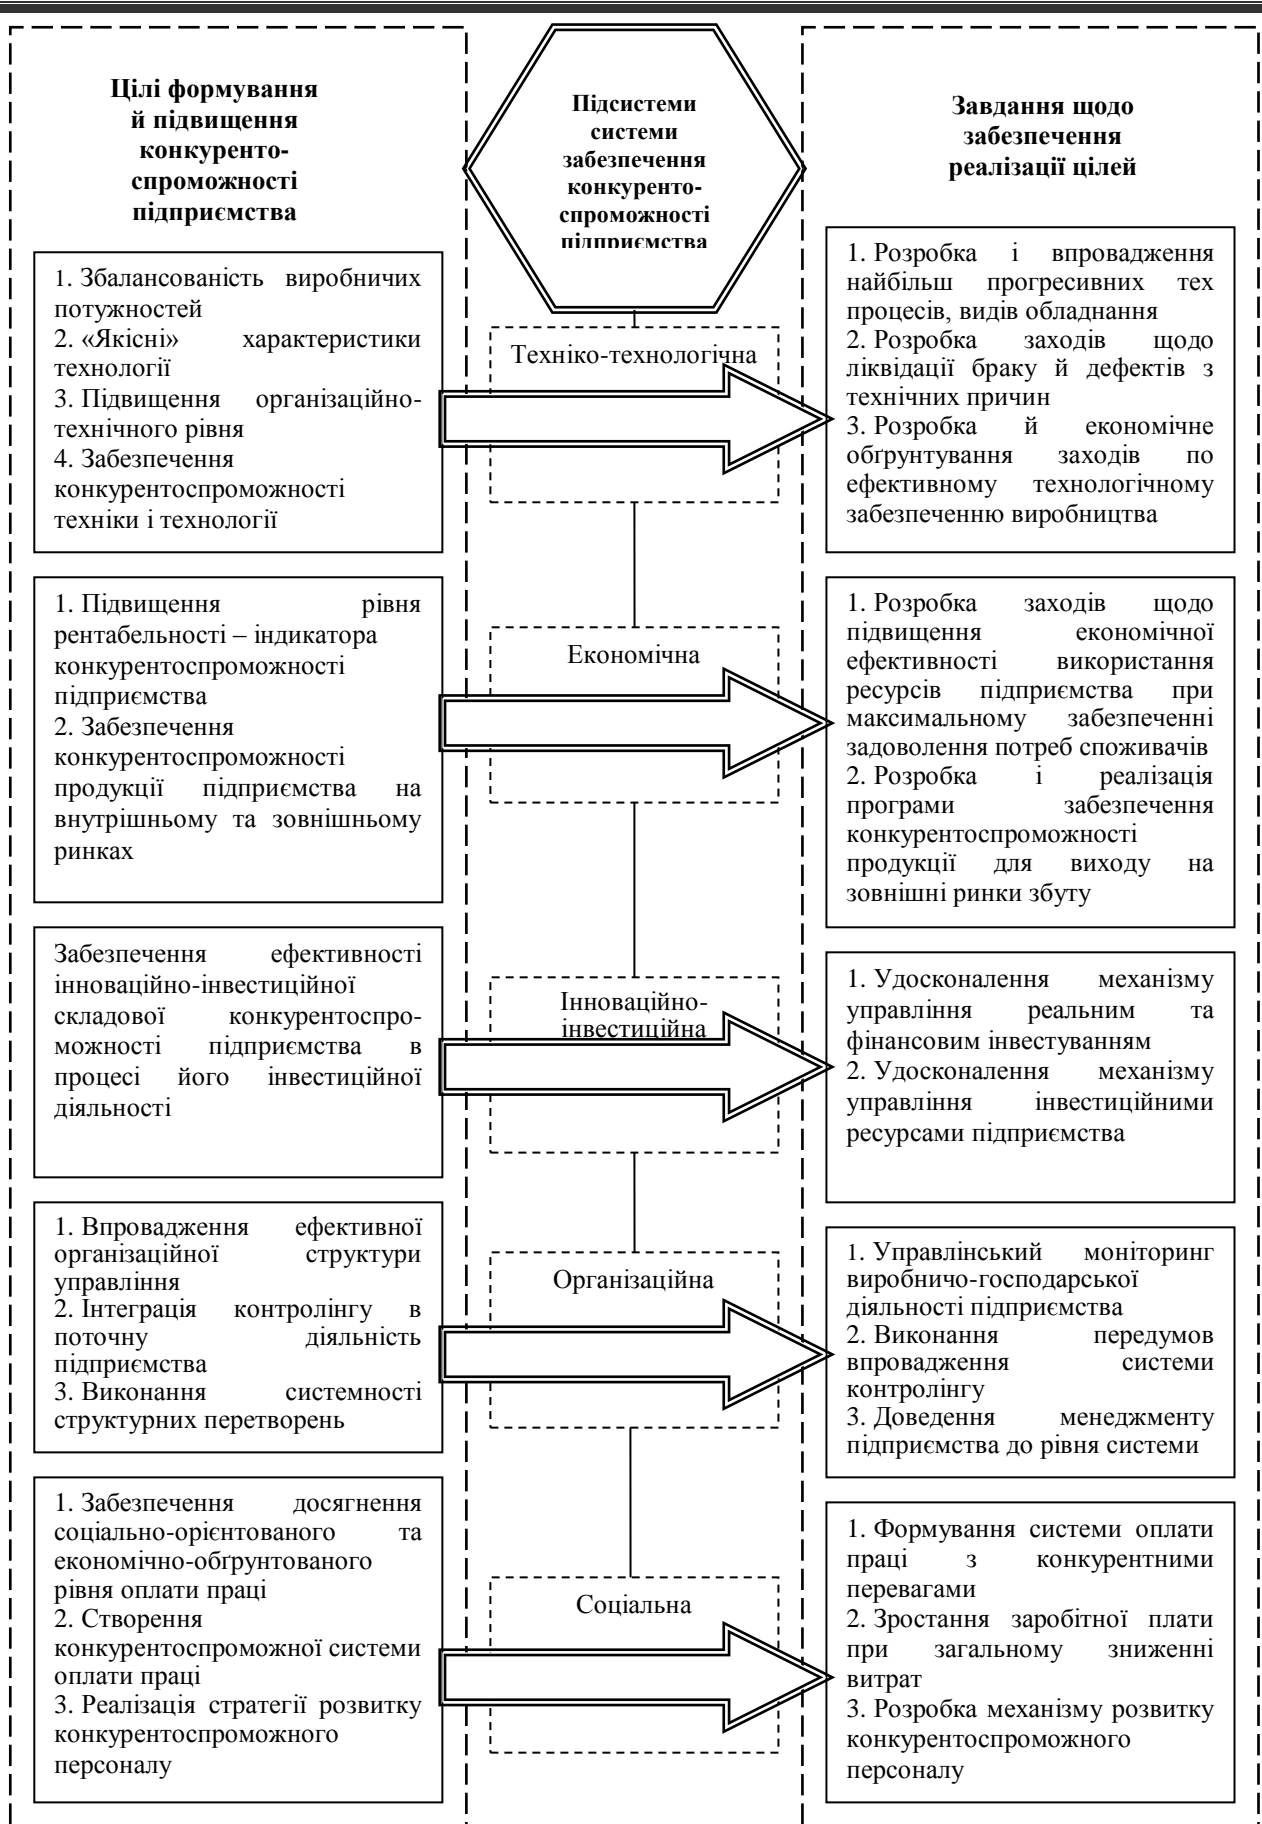 Цілі формування
й підвищення
конкуренто-
спроможності
підприємства
Підсистеми
системи
забезпечення
конкуренто-
спроможності
підприємства
Завдання щодо
забезпечення
реалізації цілей
1. Збалансованість виробничих
потужностей
2. «Якісні» характеристики
технології
3. Підвищення організаційно-
технічного рівня
4. Забезпечення
конкурентоспроможності
техніки і технології
Техніко-технологічна
1. Розробка і впровадження
найбільш прогресивних тех
процесів, видів обладнання
2. Розробка заходів щодо
ліквідації браку й дефектів з
технічних причин
3. Розробка й економічне
обґрунтування заходів по
ефективному технологічному
забезпеченню виробництва
1. Підвищення рівня
рентабельності – індикатора
конкурентоспроможності
підприємства
2. Забезпечення
конкурентоспроможності
продукції підприємства на
внутрішньому та зовнішньому
ринках
Економічна
1. Розробка заходів щодо
підвищення економічної
ефективності використання
ресурсів підприємства при
максимальному забезпеченні
задоволення потреб споживачів
2. Розробка і реалізація
програми забезпечення
конкурентоспроможності
продукції для виходу на
зовнішні ринки збуту
Забезпечення ефективності
інноваційно-інвестиційної
складової конкурентоспро-
можності підприємства в
процесі його інвестиційної
діяльності
Інноваційно-
інвестиційна
1. Удосконалення механізму
управління реальним та
фінансовим інвестуванням
2. Удосконалення механізму
управління інвестиційними
ресурсами підприємства
1. Впровадження ефективної
організаційної структури
управління
2. Інтеграція контролінгу в
поточну діяльність
підприємства
3. Виконання системності
структурних перетворень
Організаційна
1. Управлінський моніторинг
виробничо-господарської
діяльності підприємства
2. Виконання передумов
впровадження системи
контролінгу
3. Доведення менеджменту
підприємства до рівня системи
1. Забезпечення досягнення
соціально-орієнтованого та
економічно-обґрунтованого
рівня оплати праці
2. Створення
конкурентоспроможної системи
оплати праці
3. Реалізація стратегії розвитку
конкурентоспроможного
персоналу
Соціальна
1. Формування системи оплати
праці з конкурентними
перевагами
2. Зростання заробітної плати
при загальному зниженні
витрат
3. Розробка механізму розвитку
конкурентоспроможного
персоналу